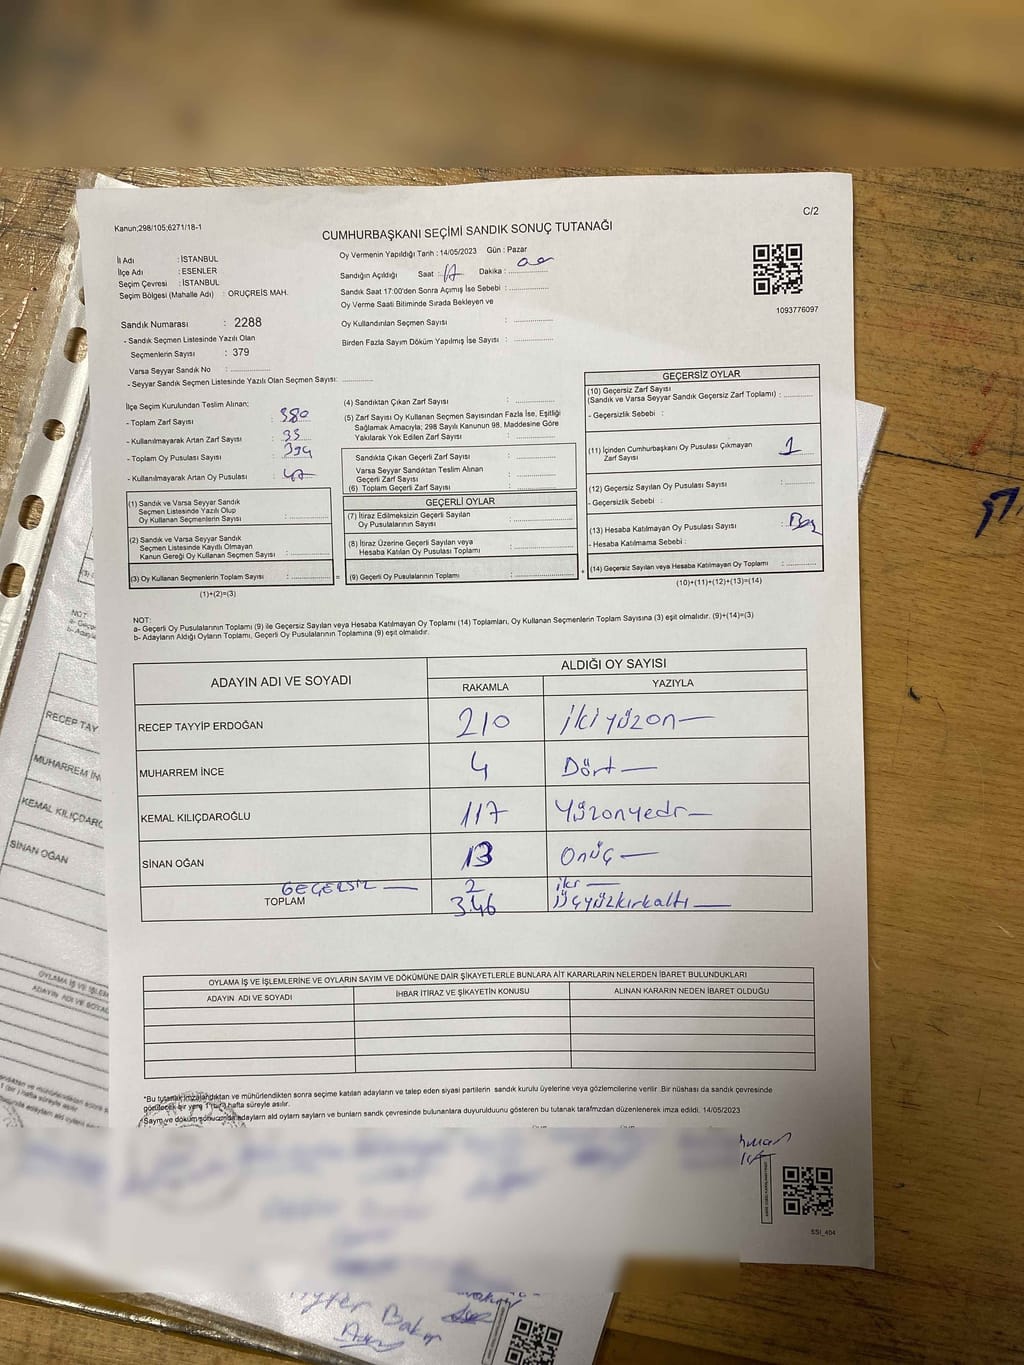 C/2
Kanun;298/105;6271/18-1
CUMHURBAŞKANI SEÇİMİ SANDIK SONUÇ TUTANAĞI
İl Adı : İSTANBUL
İlçe Adı : ESENLER
Seçim Çevresi : İSTANBUL
Seçim Bölgesi (Mahalle Adı) : ORUÇREİS MAH.
Oy Vermenin Yapıldığı Tarih : 14/05/2023 Gün : Pazar
Sandığın Açıldığı Saat : 17 Dakika : 00
Sandık Saat 17:00'den Sonra Açımış İse Sebebi :
Oy Verme Saati Bitiminde Sırada Bekleyen ve
Oy Kullandırılan Seçmen Sayısı :
Birden Fazla Sayım Döküm Yapılmış İse Sayısı :
1093776097
Sandık Numarası : 2288
- Sandık Seçmen Listesinde Yazılı Olan
Seçmenlerin Sayısı : 379
Varsa Seyyar Sandık No :
- Seyyar Sandık Seçmen Listesinde Yazılı Olan Seçmen Sayısı:
İlçe Seçim Kurulundan Teslim Alınan;
- Toplam Zarf Sayısı : 380
- Kullanılmayarak Artan Zarf Sayısı : 33
- Toplam Oy Pusulası Sayısı : 394
- Kullanılmayarak Artan Oy Pusulası : 47
(1) Sandık ve Varsa Seyyar Sandık
Seçmen Listesinde Yazılı Olup
Oy Kullanan Seçmenlerin Sayısı :
(2) Sandık ve Varsa Seyyar Sandık
Seçmen Listesinde Kayıtlı Olmayan
Kanun Gereği Oy Kullanan Seçmen Sayısı :
(3) Oy Kullanan Seçmenlerin Toplam Sayısı :
(1)+(2)=(3)
(4) Sandıktan Çıkan Zarf Sayısı :
(5) Zarf Sayısı Oy Kullanan Seçmen Sayısından Fazla İse, Eşitliği
Sağlamak Amacıyla; 298 Sayılı Kanunun 98. Maddesine Göre
Yakılarak Yok Edilen Zarf Sayısı :
Sandıkta Çıkan Geçerli Zarf Sayısı :
Varsa Seyyar Sandıktan Teslim Alınan
Geçerli Zarf Sayısı :
(6) Toplam Geçerli Zarf Sayısı :
GEÇERLİ OYLAR
(7) İtiraz Edilmeksizin Geçerli Sayılan
Oy Pusulalarının Sayısı :
(8) İtiraz Üzerine Geçerli Sayılan veya
Hesaba Katılan Oy Pusulası Toplamı :
= (9) Geçerli Oy Pusulalarının Toplamı :
GEÇERSİZ OYLAR
(10) Geçersiz Zarf Sayısı
(Sandık ve Varsa Seyyar Sandık Geçersiz Zarf Toplamı) :
- Geçersizlik Sebebi :
(11) İçinden Cumhurbaşkanı Oy Pusulası Çıkmayan
Zarf Sayısı : 1
(12) Geçersiz Sayılan Oy Pusulası Sayısı :
- Geçersizlik Sebebi :
(13) Hesaba Katılmayan Oy Pusulası Sayısı :
- Hesaba Katılmama Sebebi :
+ (14) Geçersiz Sayılan veya Hesaba Katılmayan Oy Toplamı :
(10)+(11)+(12)+(13)=(14)
NOT:
a- Geçerli Oy Pusulalarının Toplamı (9) ile Geçersiz Sayılan veya Hesaba Katılmayan Oy Toplamı (14) Toplamları, Oy Kullanan Seçmenlerin Toplam Sayısına (3) eşit olmalıdır. (9)+(14)=(3)
b- Adayların Aldığı Oyların Toplamı, Geçerli Oy Pusulalarının Toplamına (9) eşit olmalıdır.
ADAYIN ADI VE SOYADI ALDIĞI OY SAYISI
RAKAMLA YAZIYLA
RECEP TAYYİP ERDOĞAN 210 ikiyüzon
MUHARREM İNCE 4 Dört
KEMAL KILIÇDAROĞLU 117 Yüzonyedi
SİNAN OĞAN 13 Onüç
GEÇERSİZ 2 iki
TOPLAM 346 üçyüzkırkaltı
OYLAMA İŞ VE İŞLEMLERİNE VE OYLARIN SAYIM VE DÖKÜMÜNE DAİR ŞİKAYETLERLE BUNLARA AİT KARARLARIN NELERDEN İBARET BULUNDUKLARI
ADAYIN ADI VE SOYADI İHBAR İTİRAZ VE ŞİKAYETİN KONUSU ALINAN KARARIN NEDEN İBARET OLDUĞU
*Bu tutanak imzalandıktan ve mühürlendikten sonra seçime katılan adayların ve talep eden siyasi partilerin sandık kurulu üyelerine veya gözlemcilerine verilir. Bir nüshası da sandık çevresinde
görülecek bir yere 1 (bir) hafta süreyle asılır.
*Sayım ve döküm sonucunda adayların aldı oyların sayıları ve bunların sandık çevresinde bulunanlara duyurulduğunu gösteren bu tutanak tarafımızdan düzenlenerek imza edildi. 14/05/2023
SSI_404
NOT:
RECEP TAY
MUHARREM İN
KEMAL KILIÇDARO
SİNAN OĞAN
OYLAMA İŞ VE İŞLEM
ADAYIN ADI VE SOYAD
Bakır